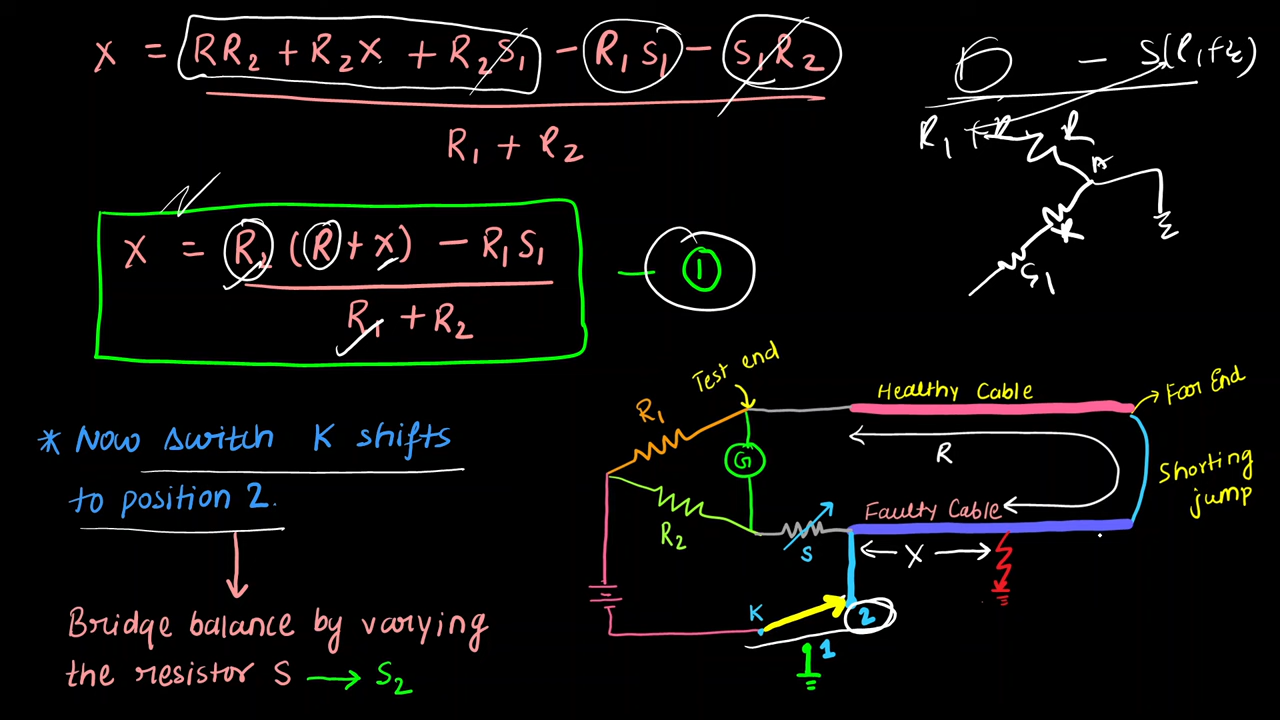 X = RR₂ + R₂X + R₂S₁ - R₁S₁ - S₁R₂
R₁ + R₂
X = R₂ (R + X) - R₁S₁
R₁ + R₂
1
R
A
S₁
* Now switch K shifts
to position 2.
Bridge balance by varying
the resistor S → S₂
Test end
Healthy Cable
Far End
R₁
G
R
Shorting
jump
Faulty Cable
R₂
S
X
K
2
1